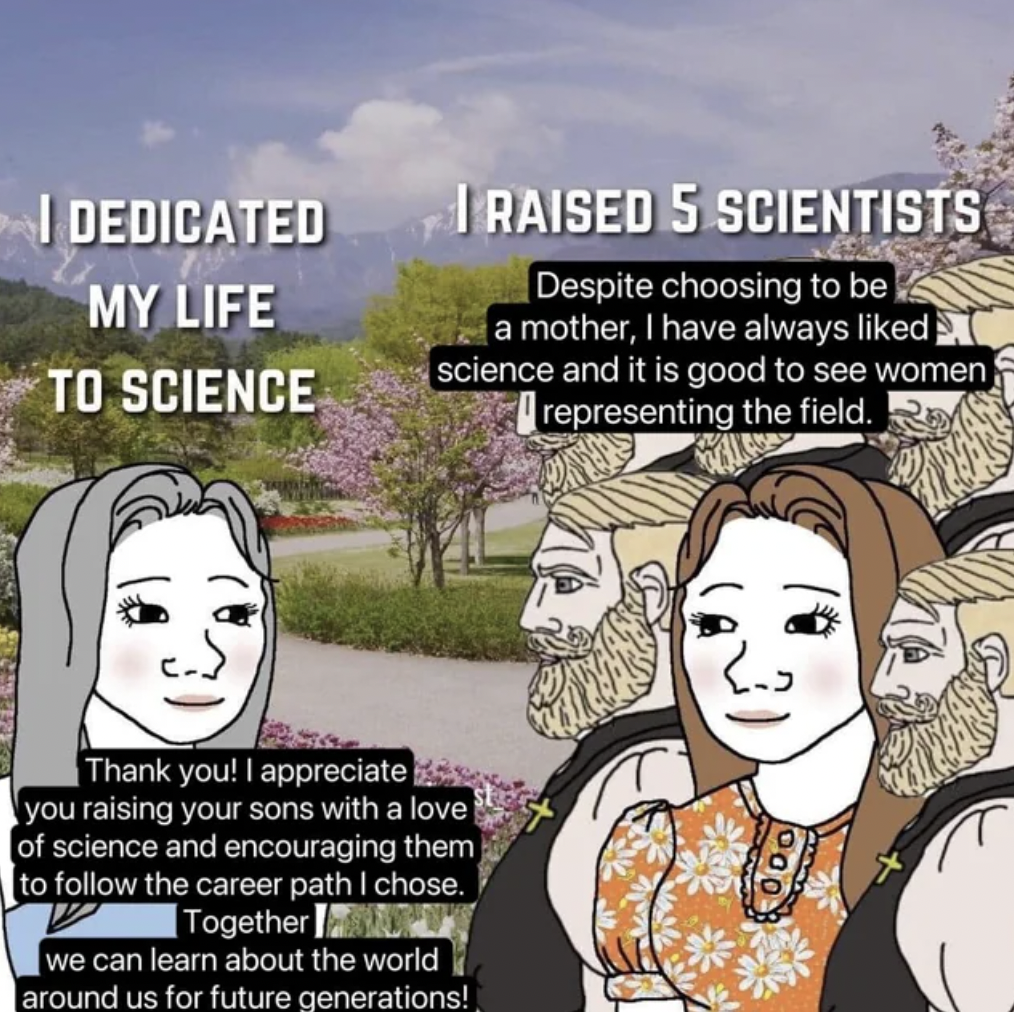 I DEDICATED
MY LIFE
TO SCIENCE
I RAISED 5 SCIENTISTS
Despite choosing to be
a mother, I have always liked
science and it is good to see women
representing the field.
Thank you! I appreciate
you raising your sons with a love
of science and encouraging them
to follow the career path I chose.
Together
we can learn about the world
around us for future generations!